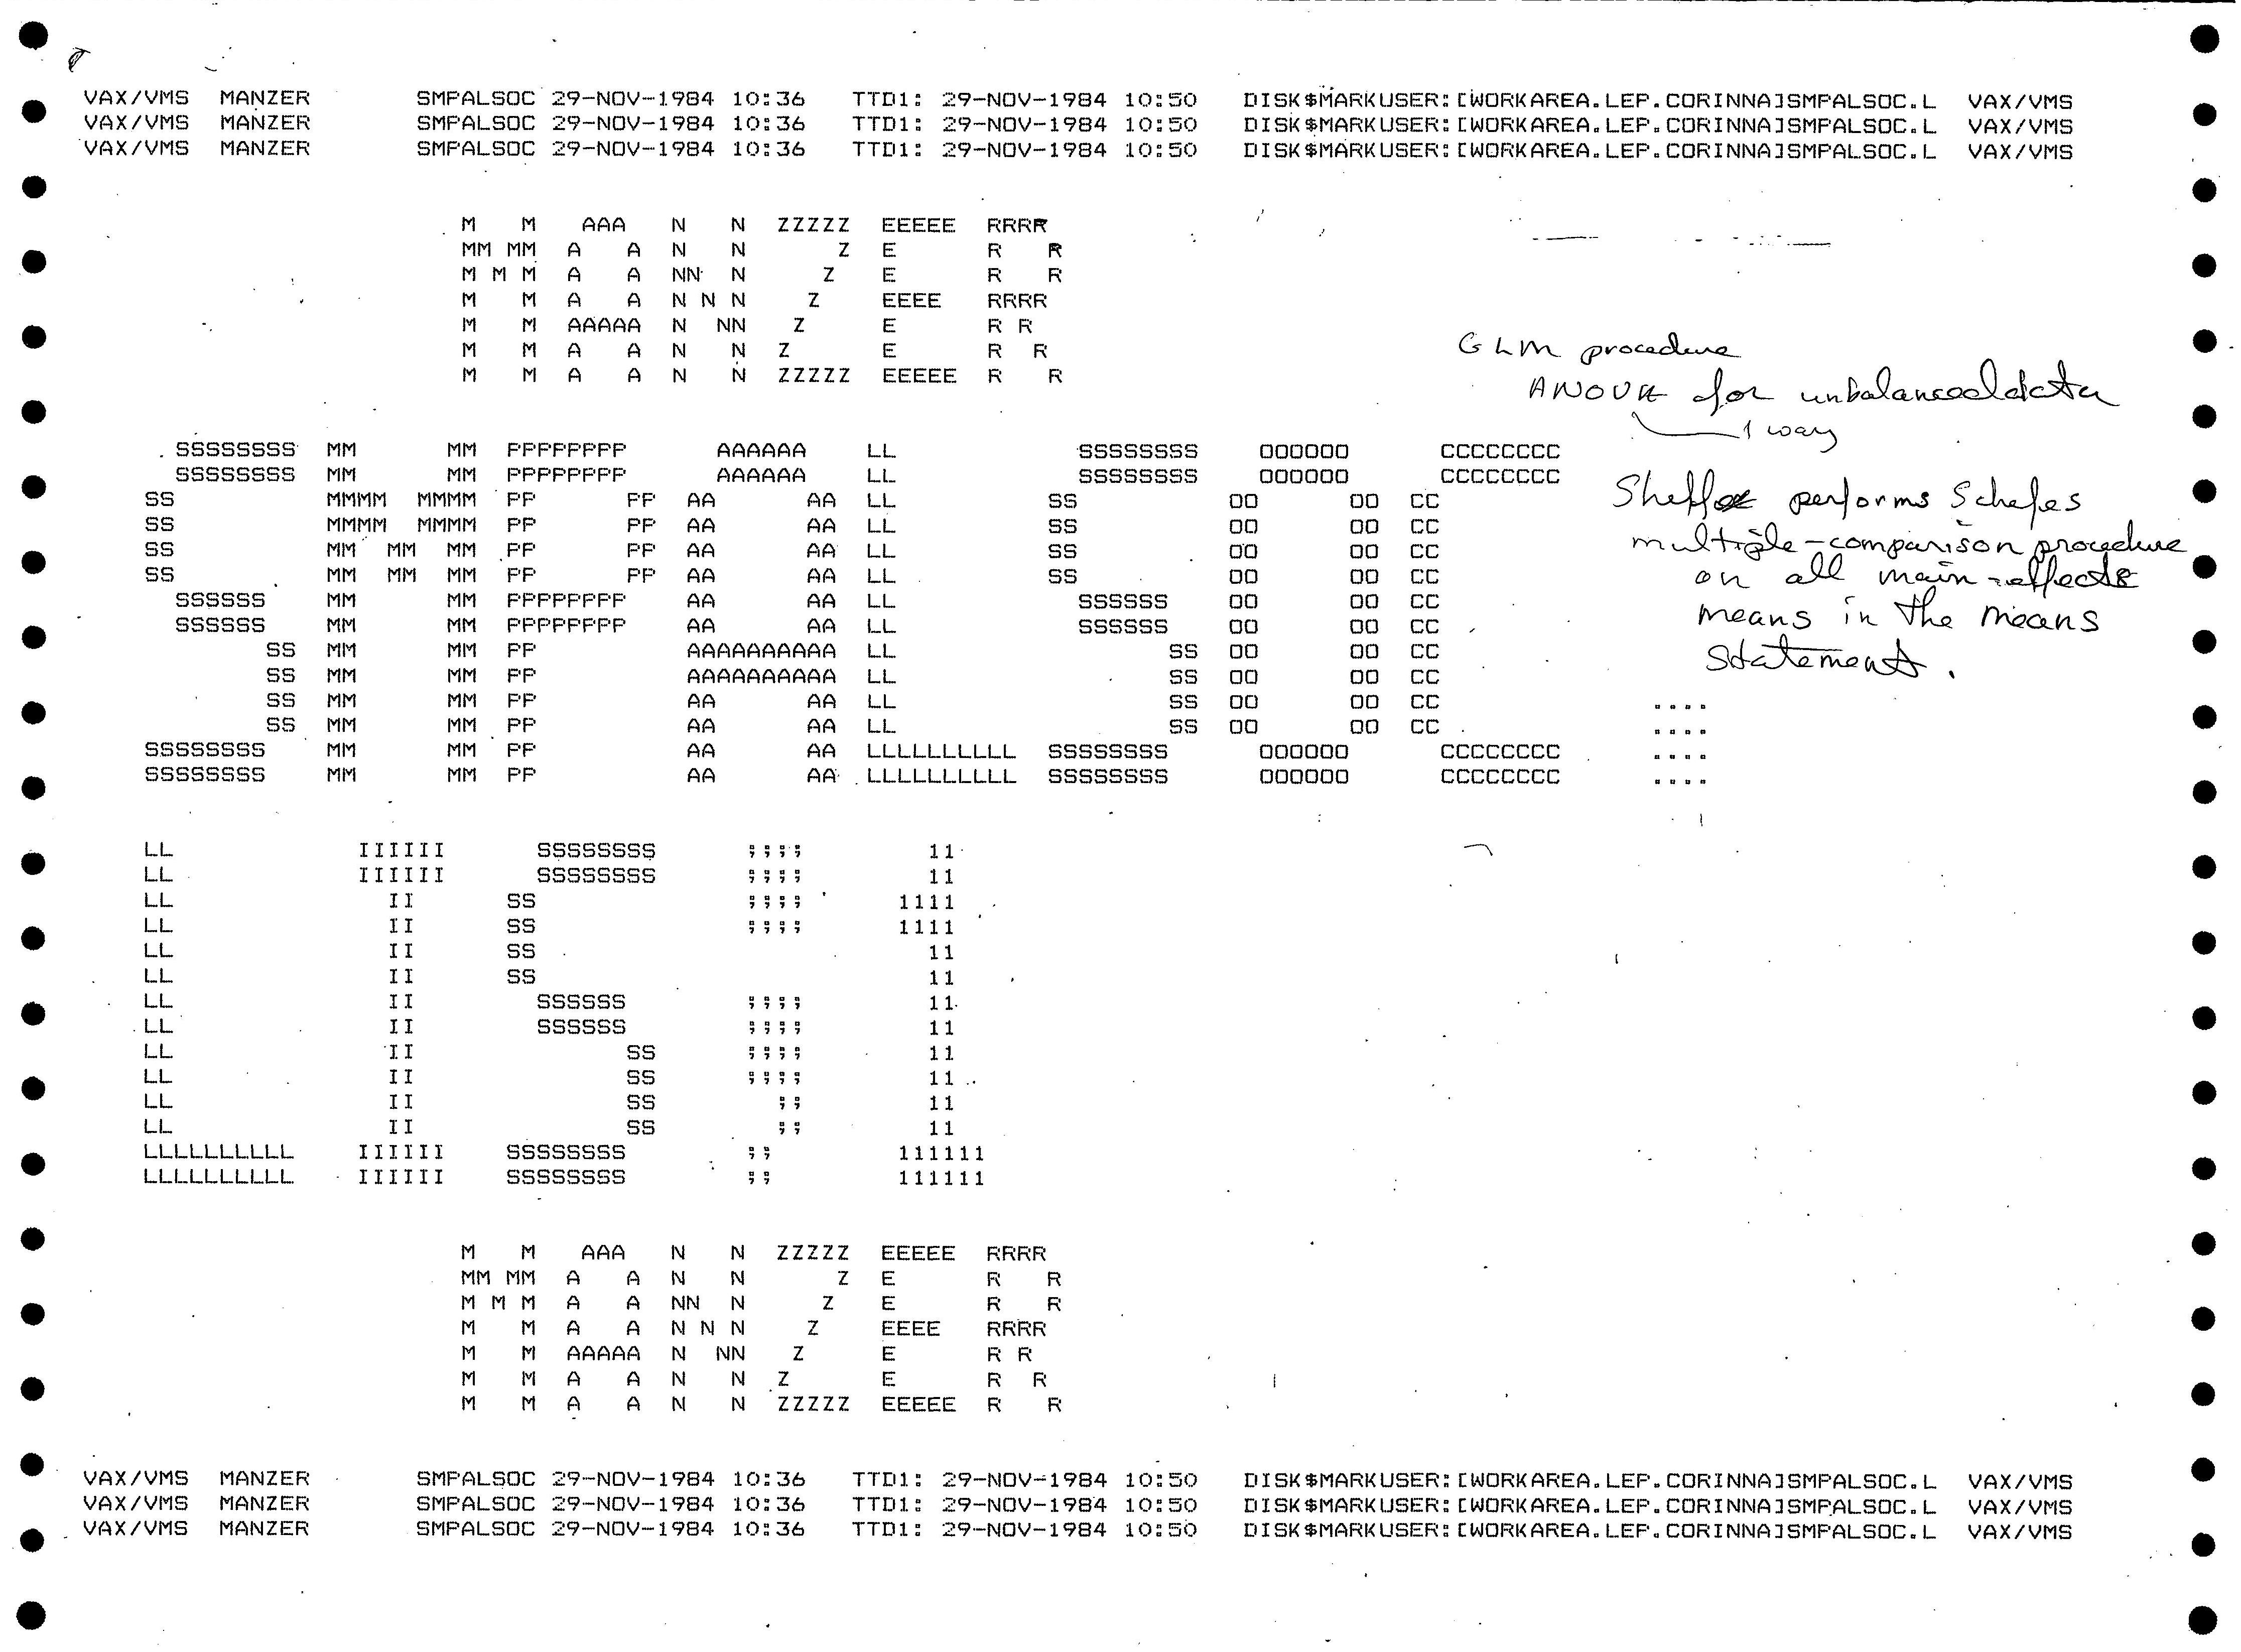 VAX/VMS MANZER SMPALSOC 29-NOV-1984 10:36 TTD1: 29-NOV-1984 10:50 DISK$MARKUSER:[WORKAREA.LEP.CORINNA]SMPALSOC.L VAX/VMS
VAX/VMS MANZER SMPALSOC 29-NOV-1984 10:36 TTD1: 29-NOV-1984 10:50 DISK$MARKUSER:[WORKAREA.LEP.CORINNA]SMPALSOC.L VAX/VMS
VAX/VMS MANZER SMPALSOC 29-NOV-1984 10:36 TTD1: 29-NOV-1984 10:50 DISK$MARKUSER:[WORKAREA.LEP.CORINNA]SMPALSOC.L VAX/VMS
MANZER
GLM procedure
ANOVA for unbalanced data
1 way
SMPALSOC.
Sheffe performs Schefes
multiple-comparison procedure
on all main-effects
means in the means
statement.
LIS;1
MANZER
VAX/VMS MANZER SMPALSOC 29-NOV-1984 10:36 TTD1: 29-NOV-1984 10:50 DISK$MARKUSER:[WORKAREA.LEP.CORINNA]SMPALSOC.L VAX/VMS
VAX/VMS MANZER SMPALSOC 29-NOV-1984 10:36 TTD1: 29-NOV-1984 10:50 DISK$MARKUSER:[WORKAREA.LEP.CORINNA]SMPALSOC.L VAX/VMS
VAX/VMS MANZER SMPALSOC 29-NOV-1984 10:36 TTD1: 29-NOV-1984 10:50 DISK$MARKUSER:[WORKAREA.LEP.CORINNA]SMPALSOC.L VAX/VMS